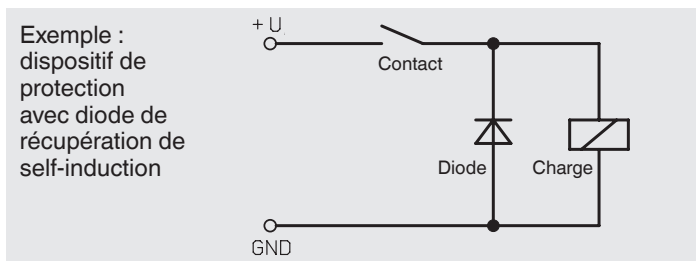 Exemple :
dispositif de
protection
avec diode de
récupération de
self-induction
+ U
Contact
Diode
Charge
GND